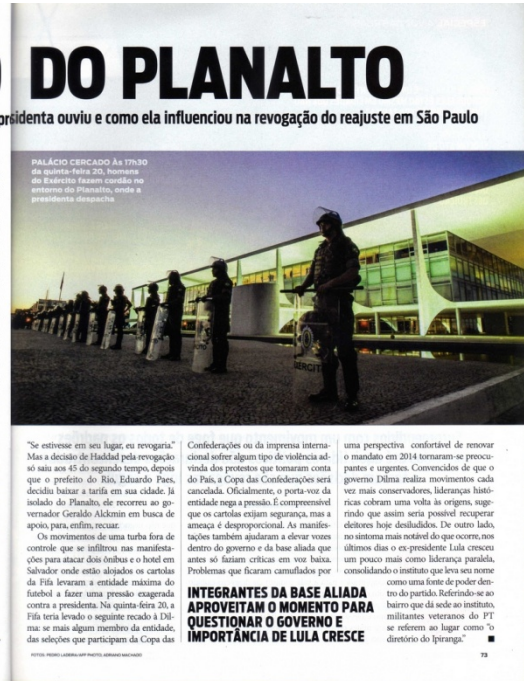 DO PLANALTO
sidenta ouviu e como ela influenciou na revogação do reajuste em São Paulo
PALÁCIO CERCADO Às 17h30
da quinta-feira 20, homens
do Exército fazem cordão no
entorno do Planalto, onde a
presidenta despacha
EXÉRCITO
"Se estivesse em seu lugar, eu revogaria."
Mas a decisão de Haddad pela revogação
só saiu aos 45 do segundo tempo, depois
que o prefeito do Rio, Eduardo Paes,
decidiu baixar a tarifa em sua cidade. Já
isolado do Planalto, ele recorreu ao go-
vernador Geraldo Alckmin em busca de
apoio, para, enfim, recuar.
Os movimentos de uma turba fora de
controle que se infiltrou nas manifesta-
ções para atacar dois ônibus e o hotel em
Salvador onde estão alojados os cartolas
da Fifa levaram a entidade máxima do
futebol a fazer uma pressão exagerada
contra a presidenta. Na quinta-feira 20, a
Fifa teria levado o seguinte recado à Dil-
ma: se mais algum membro da entidade,
das seleções que participam da Copa das
Confederações ou da imprensa interna-
cional sofrer algum tipo de violência ad-
vinda dos protestos que tomaram conta
do País, a Copa das Confederações será
cancelada. Oficialmente, o porta-voz da
entidade nega a pressão. É compreensível
que os cartolas exijam segurança, mas a
ameaça é desproporcional. As manifes-
tações também ajudaram a elevar vozes
dentro do governo e da base aliada que
antes só faziam críticas em voz baixa.
Problemas que ficaram camuflados por
INTEGRANTES DA BASE ALIADA
APROVEITAM O MOMENTO PARA
QUESTIONAR O GOVERNO E
IMPORTÂNCIA DE LULA CRESCE
uma perspectiva confortável de renovar
o mandato em 2014 tornaram-se preocu-
pantes e urgentes. Convencidos de que o
governo Dilma realiza movimentos cada
vez mais conservadores, lideranças histó-
ricas cobram uma volta às origens, suge-
rindo que assim seria possível recuperar
eleitores hoje desiludidos. De outro lado,
no sintoma mais notável do que ocorre, nos
últimos dias o ex-presidente Lula cresceu
um pouco mais como liderança paralela,
consolidando o instituto que leva seu nome
como uma fonte de poder den-
tro do partido. Referindo-se ao
bairro que dá sede ao instituto,
militantes veteranos do PT
se referem ao lugar como "o
diretório do Ipiranga."
FOTOS: PEDRO LADEIRA/AFP PHOTO; ADRIANO MACHADO
73